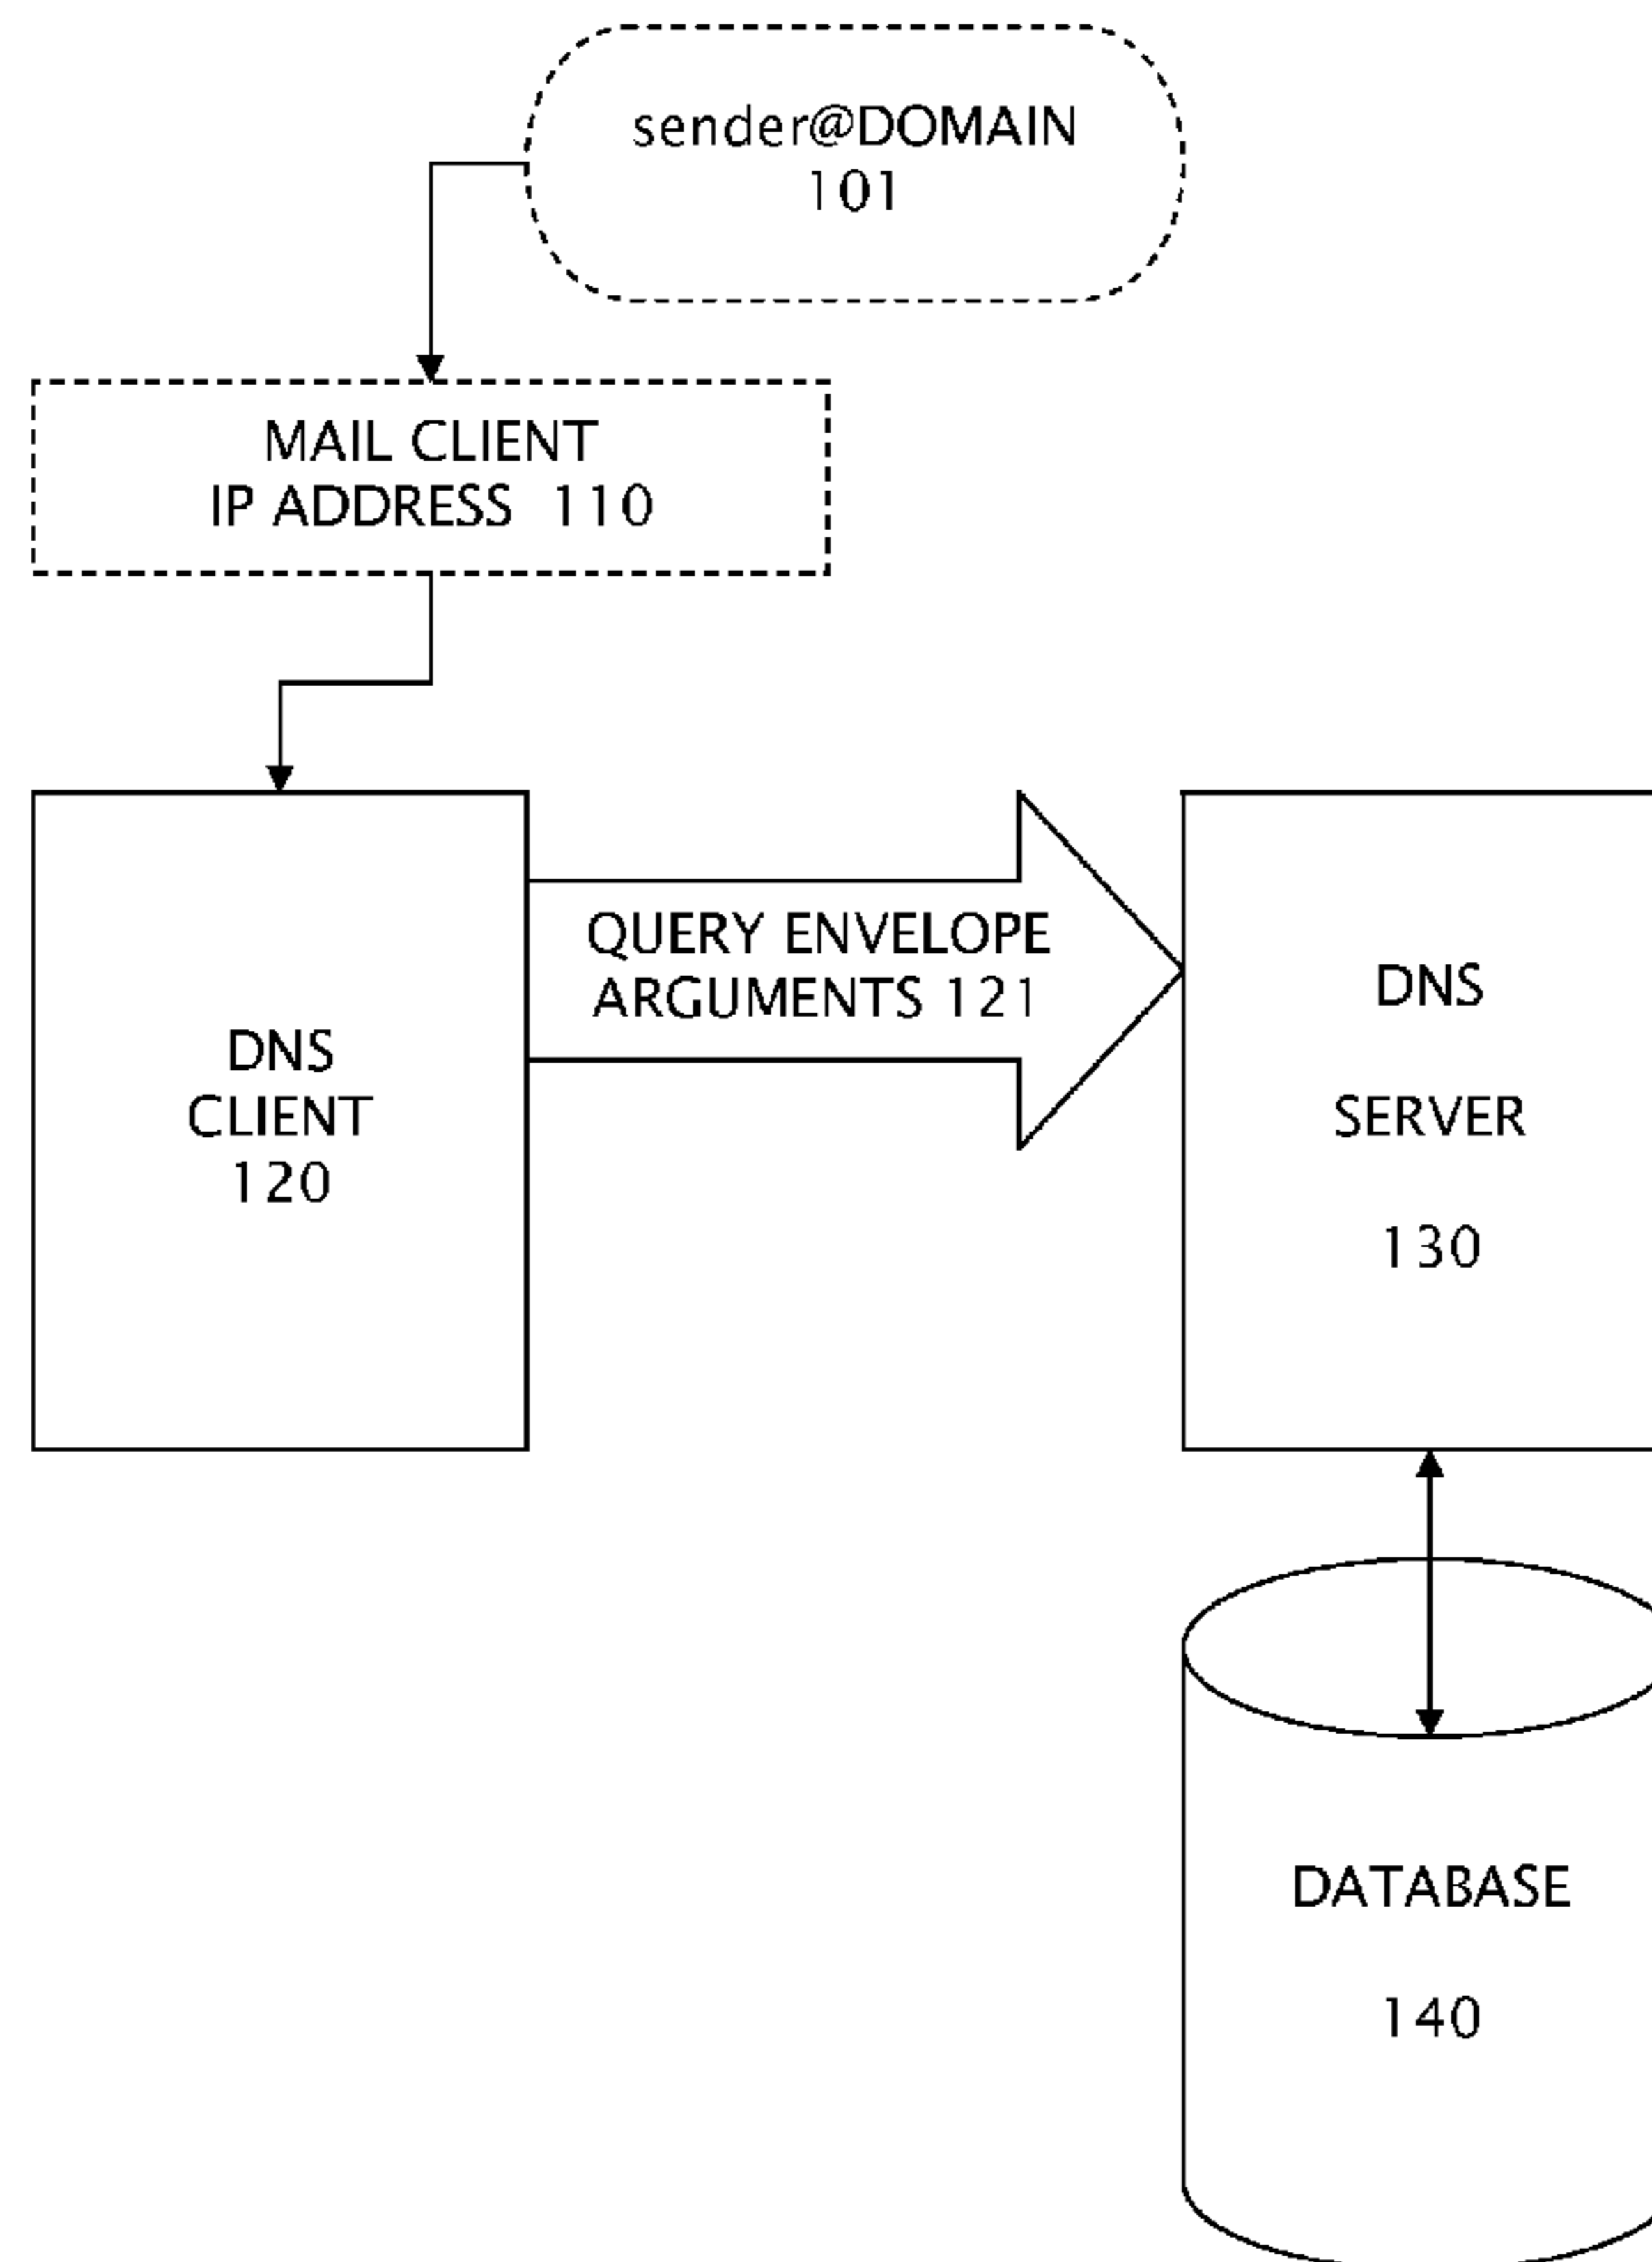 sender@DOMAIN
101
MAIL CLIENT
IP ADDRESS 110
QUERY ENVELOPE
ARGUMENTS 121
DNS
CLIENT
120
DNS
SERVER
130
DATABASE
140